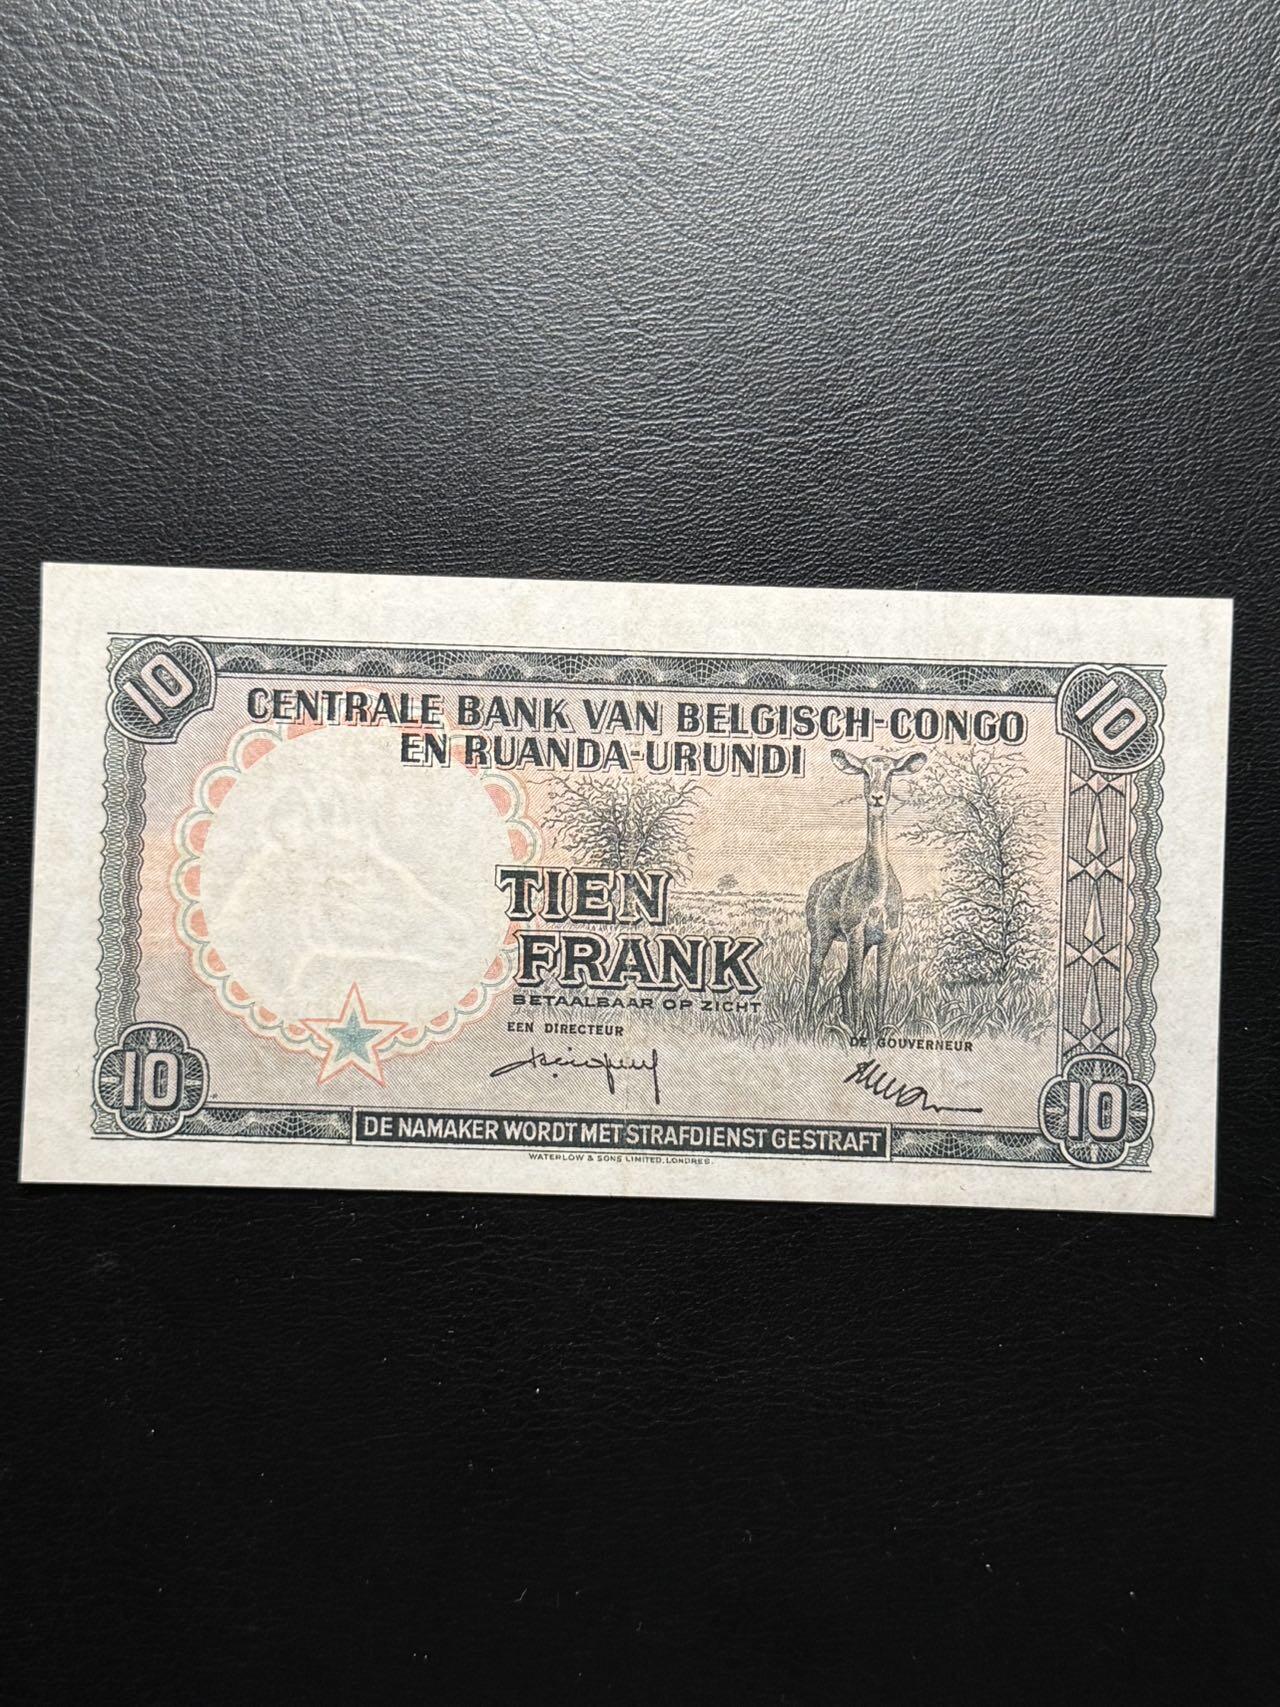 10
10
CENTRALE BANK VAN BELGISCH-CONGO
EN RUANDA-URUNDI
TIEN
FRANK
BETAALBAAR OP ZICHT
EEN DIRECTEUR
DE GOUVERNEUR
10
10
DE NAMAKER WORDT MET STRAFDIENST GESTRAFT
WATERLOW & SONS LIMITED, LONDRES.